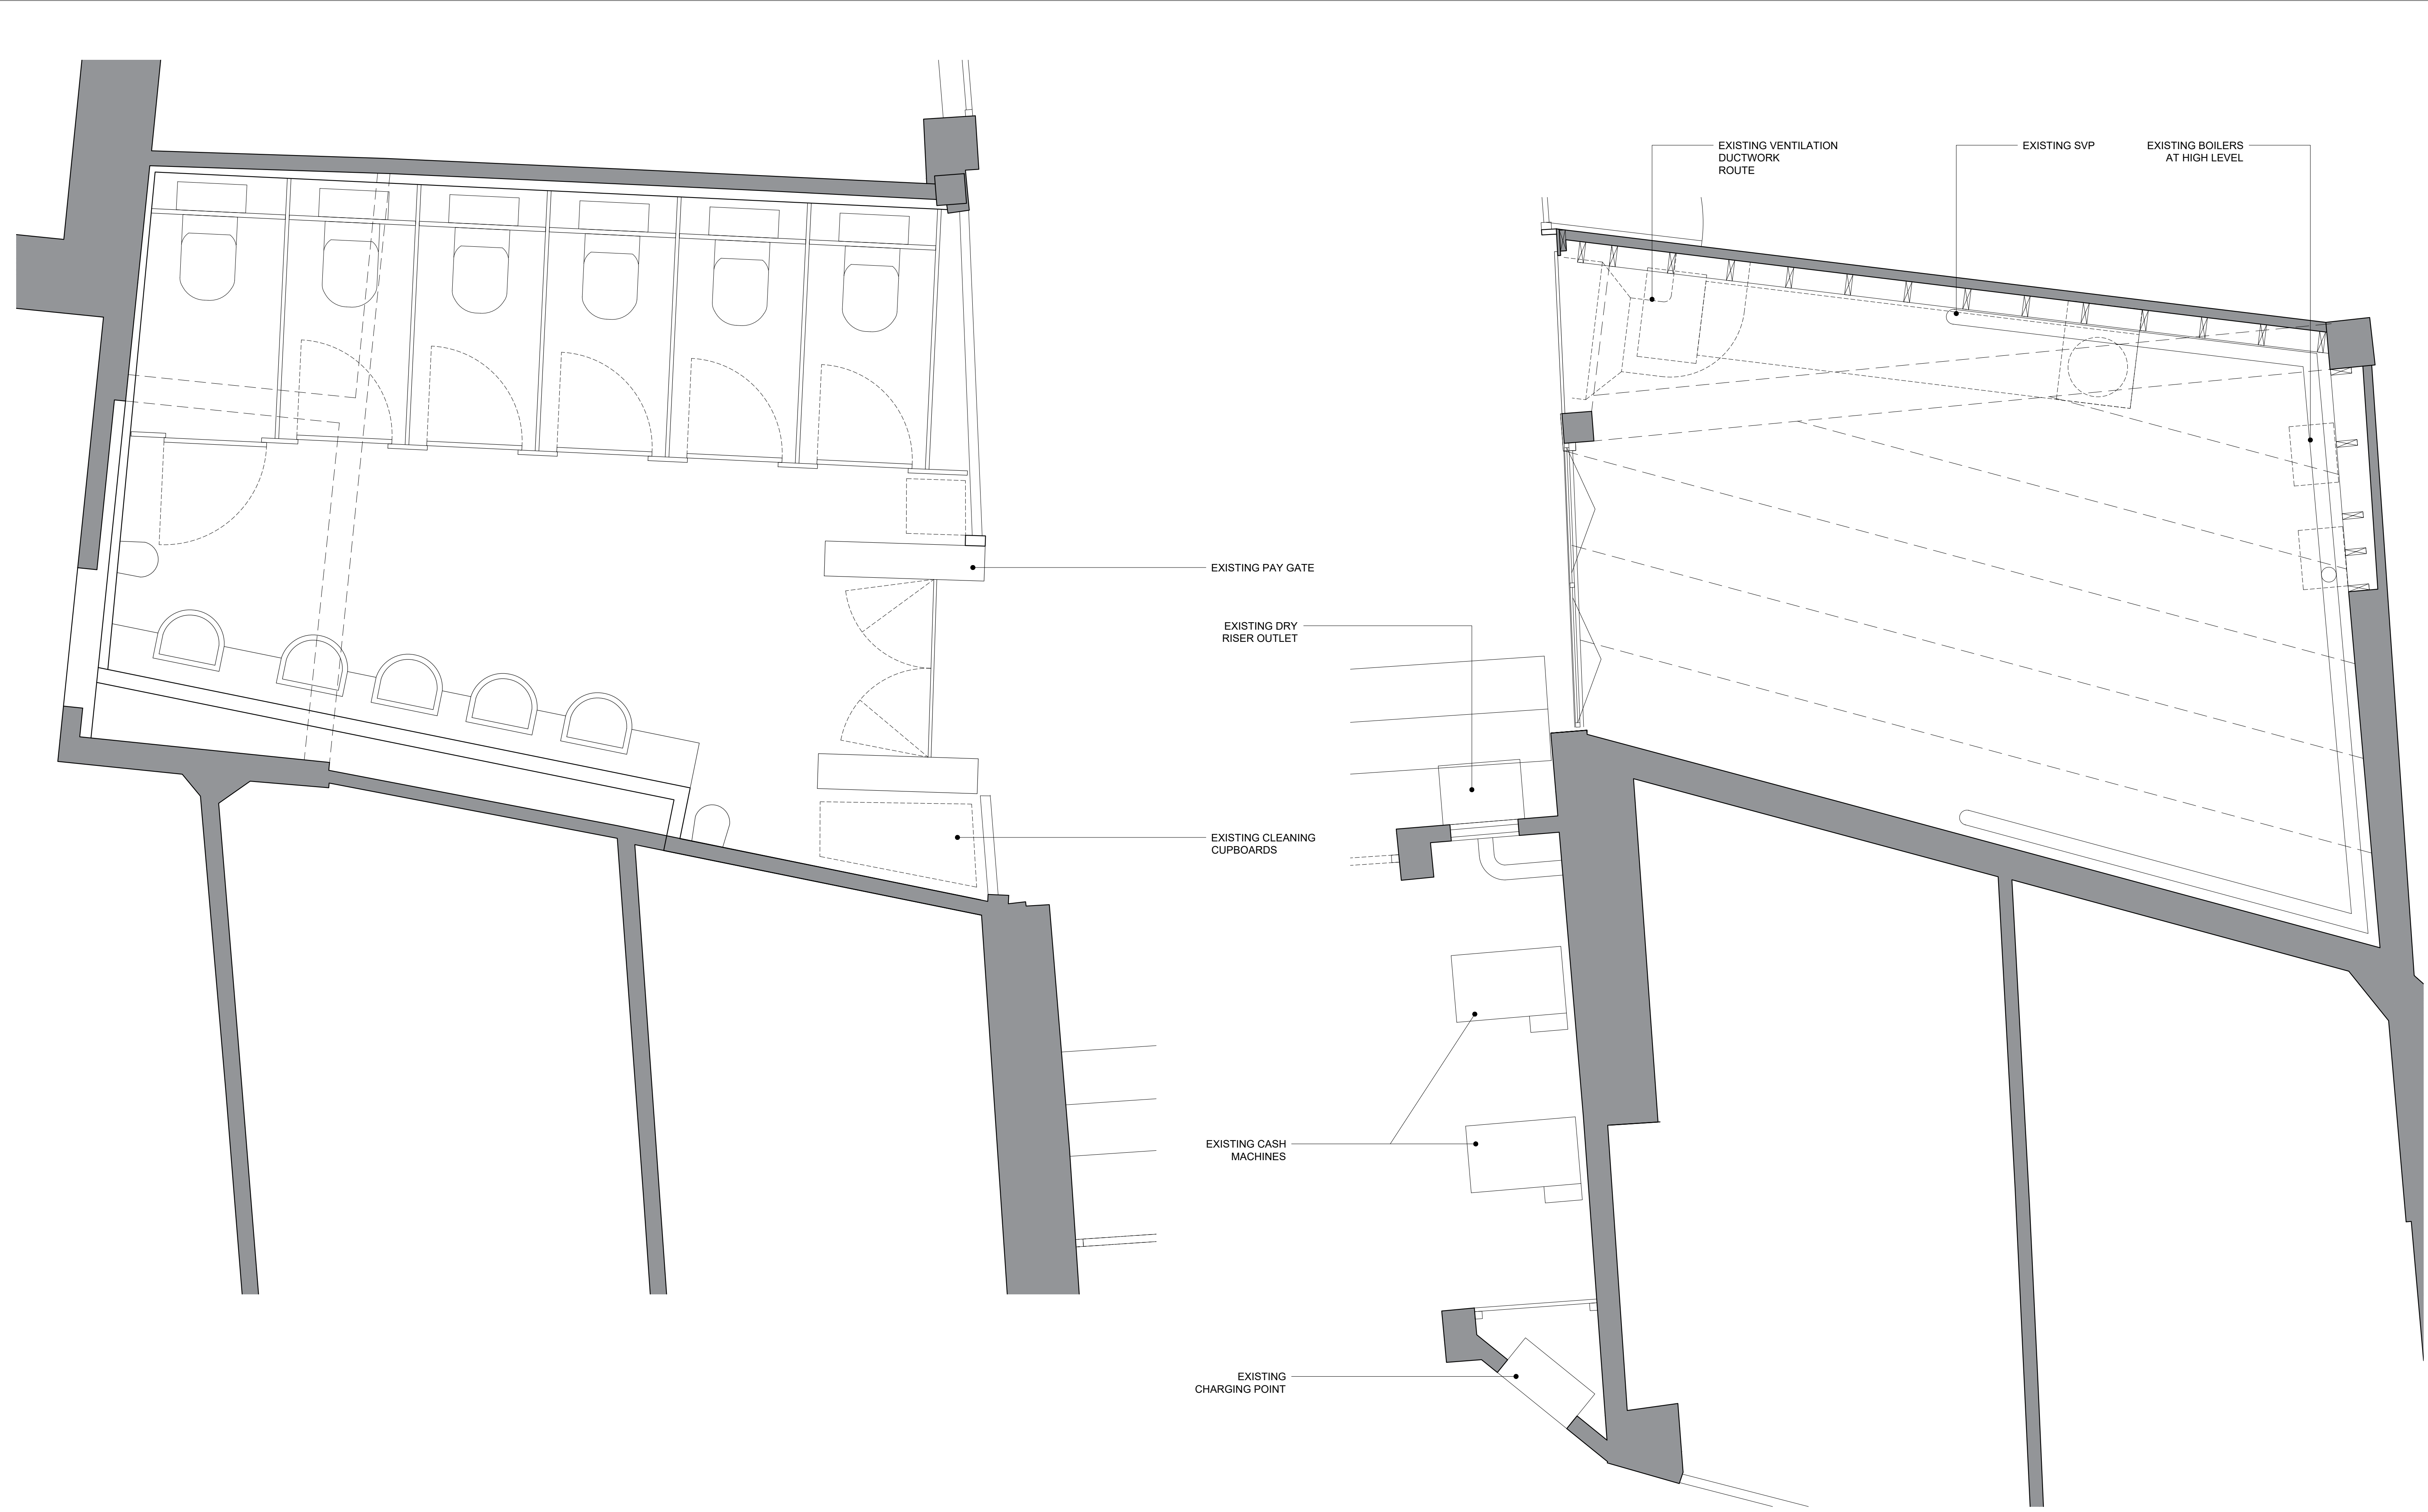 EXISTING VENTILATION
DUCTWORK
ROUTE
EXISTING SVP
EXISTING BOILERS
AT HIGH LEVEL
EXISTING PAY GATE
EXISTING DRY
RISER OUTLET
EXISTING CLEANING
CUPBOARDS
EXISTING CASH
MACHINES
EXISTING
CHARGING POINT